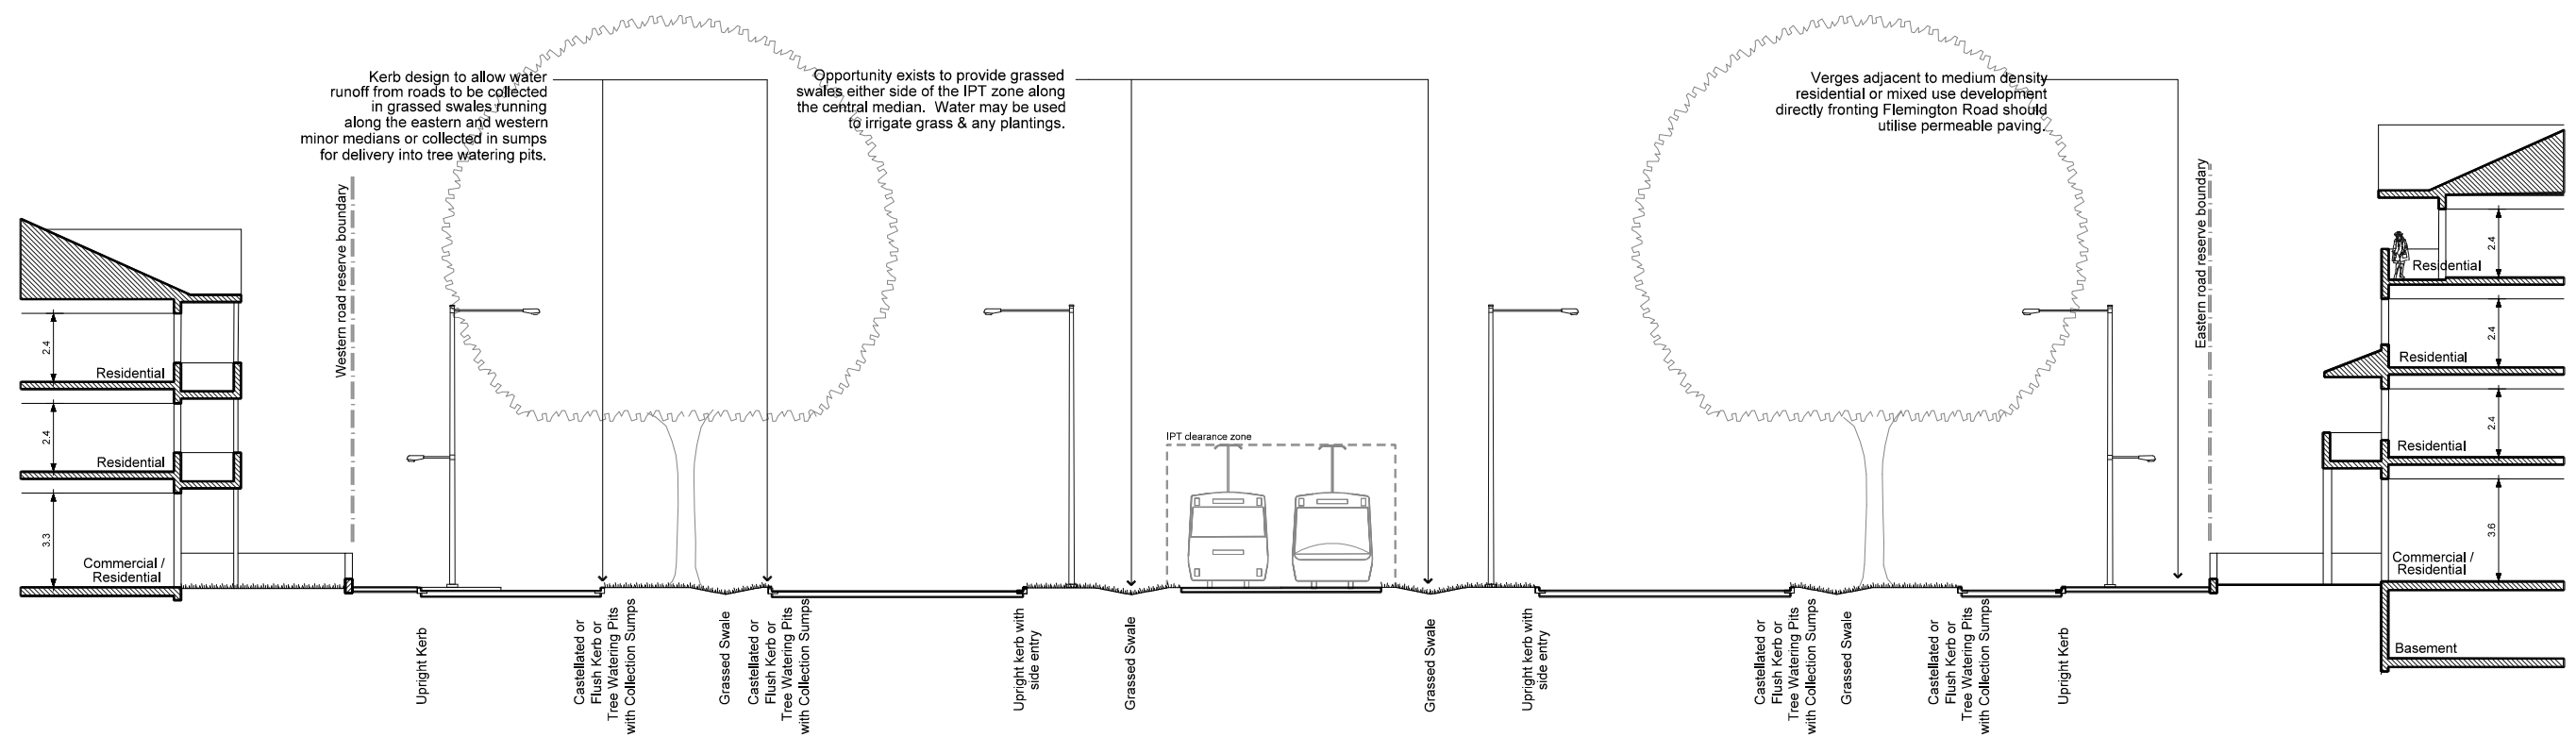 Kerb design to allow water
runoff from roads to be collected
in grassed swales running
along the eastern and western
minor medians or collected in sumps
for delivery into tree watering pits.
Opportunity exists to provide grassed
swales either side of the IPT zone along
the central median. Water may be used
to irrigate grass & any plantings.
Verges adjacent to medium density
residential or mixed use development
directly fronting Flemington Road should
utilise permeable paving.
Western road reserve boundary
Eastern road reserve boundary
2.4
Residential
2.4
Residential
3.3
Commercial /
Residential
IPT clearance zone
2.4
Residential
2.4
Residential
2.4
Residential
3.6
Commercial /
Residential
Basement
Upright Kerb
Castellated or
Flush Kerb or
Tree Watering Pits
with Collection Sumps
Grassed Swale
Castellated or
Flush Kerb or
Tree Watering Pits
with Collection Sumps
Upright kerb with
side entry
Grassed Swale
Grassed Swale
Upright kerb with
side entry
Castellated or
Flush Kerb or
Tree Watering Pits
with Collection Sumps
Grassed Swale
Castellated or
Flush Kerb or
Tree Watering Pits
with Collection Sumps
Upright Kerb